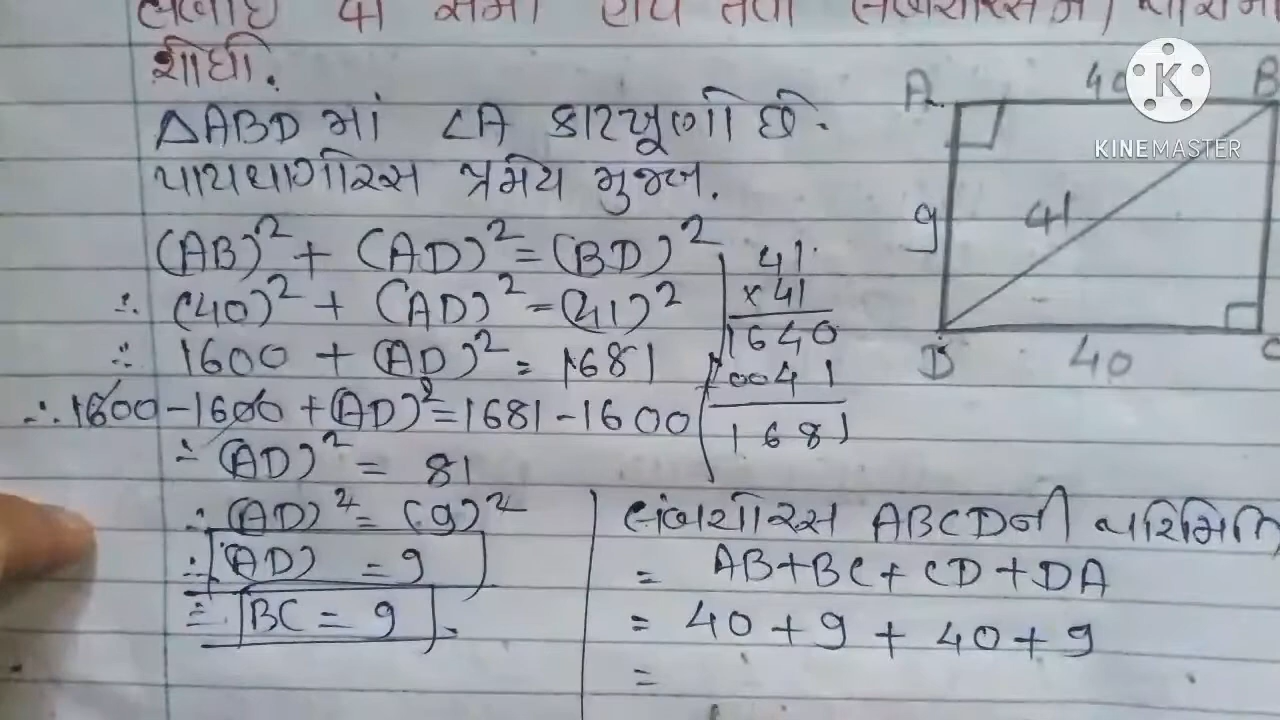 શોધો.
△ABD માં ∠A કાટખૂણો છે.
પાયથાગોરસ પ્રમેય મુજબ.
(AB)² + (AD)² = (BD)²
∴ (40)² + (AD)² = (41)²
∴ 1600 + (AD)² = 1681
∴ 1600 - 1600 + (AD)² = 1681 - 1600
∴ (AD)² = 81
∴ (AD)² = (9)²
∴ (AD) = 9
= BC = 9.
41
× 41
1640
0041
1681
A 40 B
KINEMASTER
9 41
D 40 C
લંબચોરસ ABCDની
= AB + BC + CD + DA
= 40 + 9 + 40 + 9
=